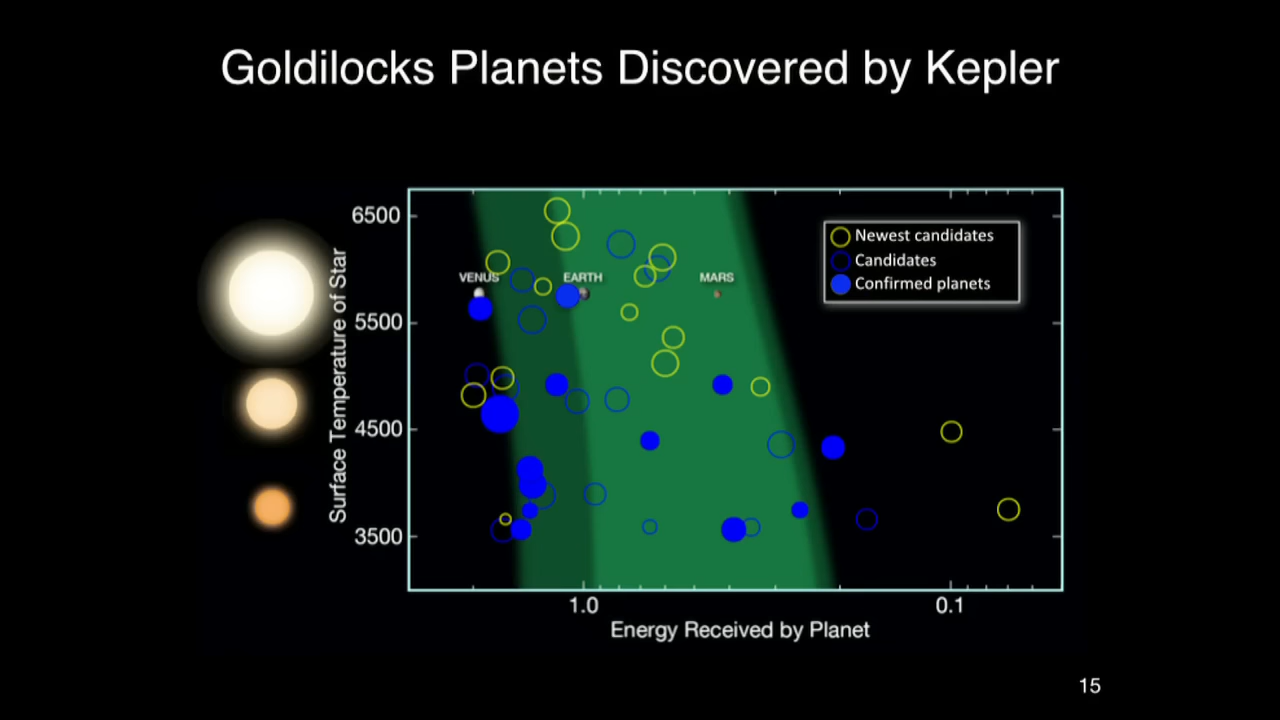 Goldilocks Planets Discovered by Kepler
Surface Temperature of Star
6500
5500
4500
3500
VENUS
EARTH
MARS
Newest candidates
Candidates
Confirmed planets
1.0
0.1
Energy Received by Planet
15